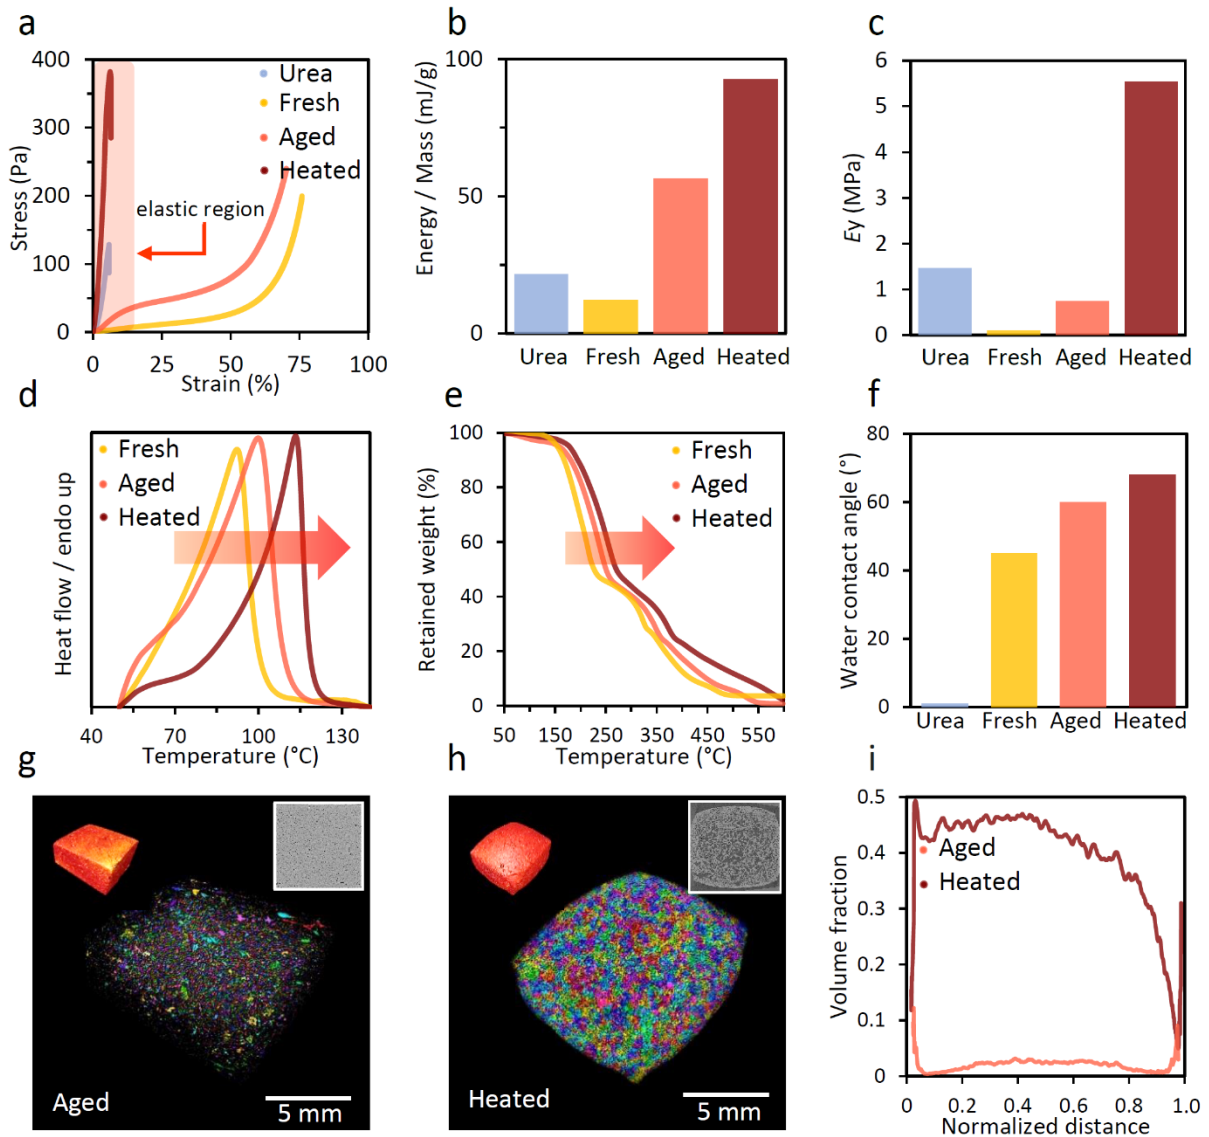 a
400
300
200
100
0
Stress (Pa)
Urea
Fresh
Aged
Heated
elastic region
0 25 50 75 100
Strain (%)
b
100
50
0
Energy / Mass (mJ/g)
Urea Fresh Aged Heated
c
6
5
4
3
2
1
0
Ey (MPa)
Urea Fresh Aged Heated
d
Fresh
Aged
Heated
Heat flow / endo up
40 70 100 130
Temperature (°C)
e
100
80
60
40
20
0
Retained weight (%)
Fresh
Aged
Heated
50 150 250 350 450 550
Temperature (°C)
f
80
60
40
20
0
Water contact angle (°)
Urea Fresh Aged Heated
g
Aged
5 mm
h
Heated
5 mm
i
0.5
0.4
0.3
0.2
0.1
0
Volume fraction
Aged
Heated
0 0.2 0.4 0.6 0.8 1.0
Normalized distance